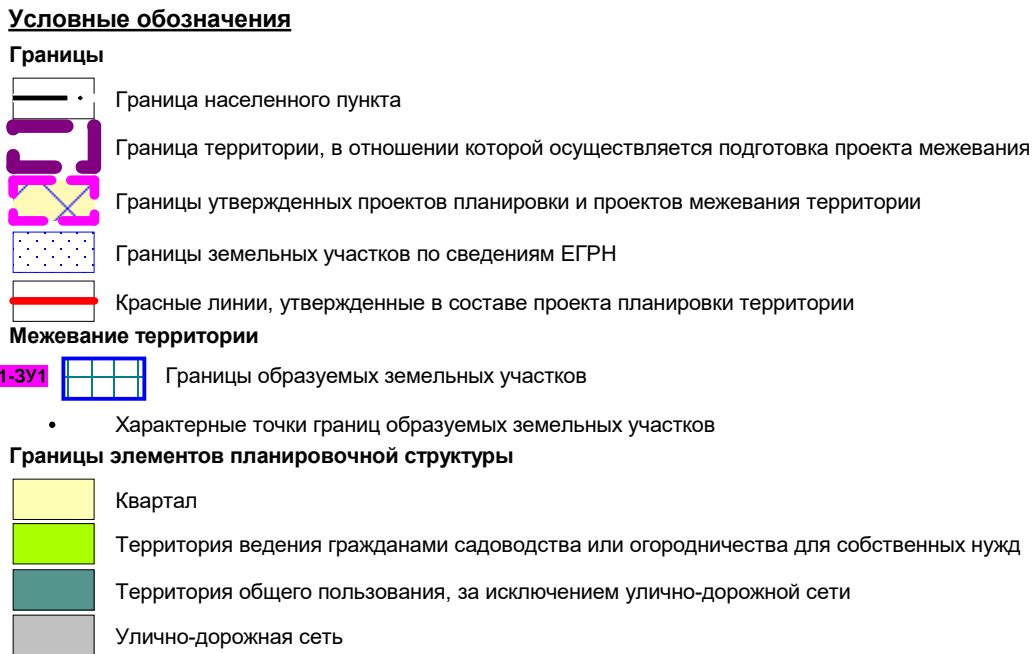 Условные обозначения
Границы
Граница населенного пункта
Граница территории, в отношении которой осуществляется подготовка проекта межевания
Границы утвержденных проектов планировки и проектов межевания территории
Границы земельных участков по сведениям ЕГРН
Красные линии, утвержденные в составе проекта планировки территории
Межевание территории
1-ЗУ1 Границы образуемых земельных участков
Характерные точки границ образуемых земельных участков
Границы элементов планировочной структуры
Квартал
Территория ведения гражданами садоводства или огородничества для собственных нужд
Территория общего пользования, за исключением улично-дорожной сети
Улично-дорожная сеть